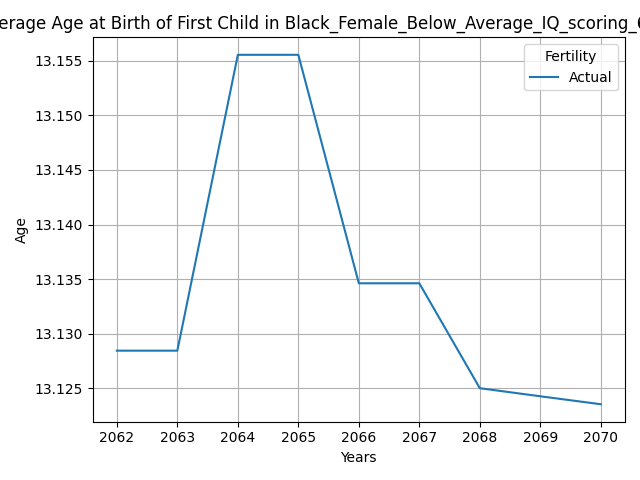 erage Age at Birth of First Child in Black_Female_Below_Average_IQ_scoring_
Fertility
Actual
13.155
13.150
13.145
13.140
13.135
13.130
13.125
Age
2062 2063 2064 2065 2066 2067 2068 2069 2070
Years